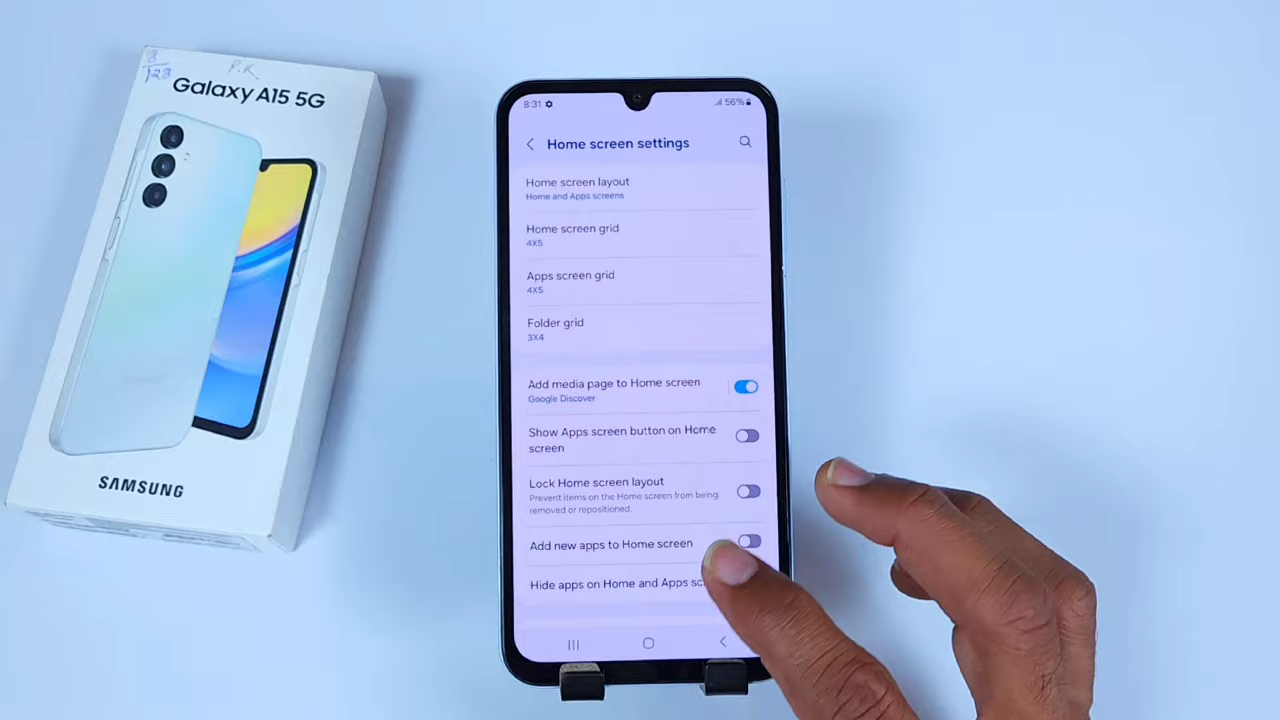 8
128
P.K
Galaxy A15 5G
SAMSUNG
8:31
56%
Home screen settings
Home screen layout
Home and Apps screens
Home screen grid
4X5
Apps screen grid
4X5
Folder grid
3X4
Add media page to Home screen
Google Discover
Show Apps screen button on Home
screen
Lock Home screen layout
Prevent items on the Home screen from being
removed or repositioned.
Add new apps to Home screen
Hide apps on Home and Apps